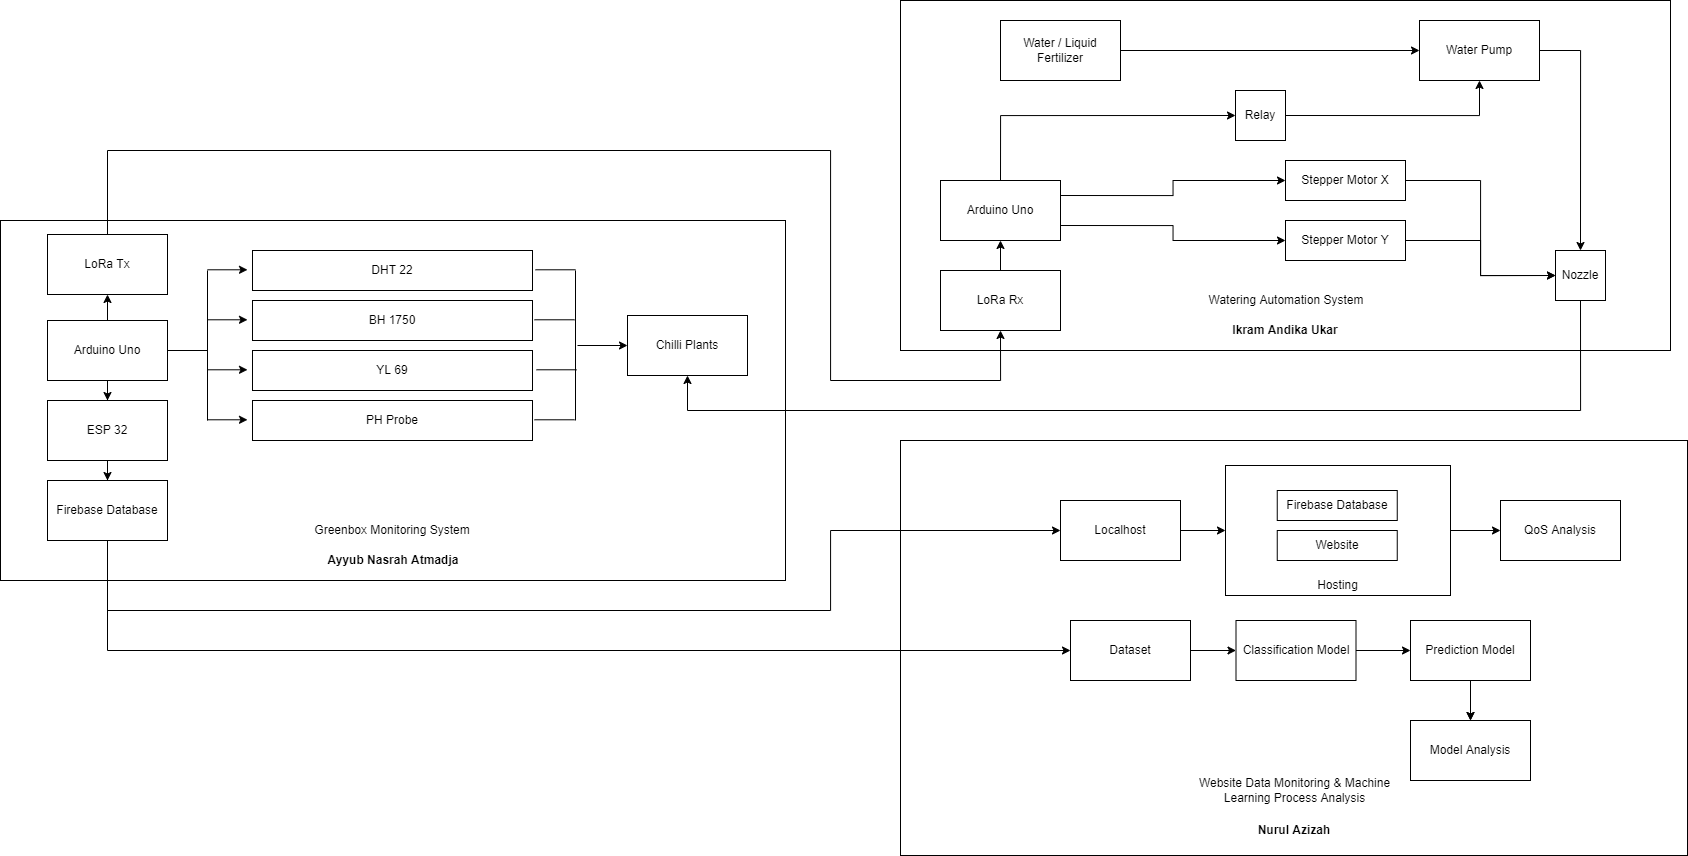 Water / Liquid
Fertilizer
Water Pump
Relay
Arduino Uno
Stepper Motor X
Stepper Motor Y
Nozzle
LoRa Rx
Watering Automation System
Ikram Andika Ukar
LoRa Tx
DHT 22
BH 1750
Arduino Uno
YL 69
Chilli Plants
PH Probe
ESP 32
Firebase Database
Greenbox Monitoring System
Ayyub Nasrah Atmadja
Localhost
Firebase Database
Website
Hosting
QoS Analysis
Dataset
Classification Model
Prediction Model
Model Analysis
Website Data Monitoring & Machine
Learning Process Analysis
Nurul Azizah